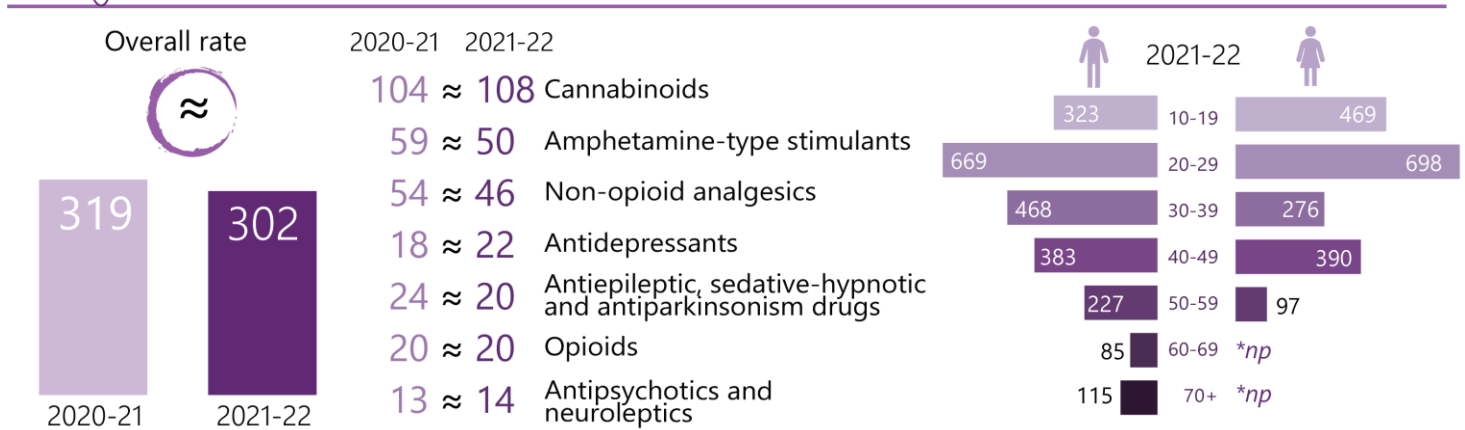 Overall rate
≈
319
302
2020-21
2021-22
2020-21 2021-22
104 ≈ 108 Cannabinoids
59 ≈ 50 Amphetamine-type stimulants
54 ≈ 46 Non-opioid analgesics
18 ≈ 22 Antidepressants
24 ≈ 20 Antiepileptic, sedative-hypnotic
and antiparkinsonism drugs
20 ≈ 20 Opioids
13 ≈ 14 Antipsychotics and
neuroleptics
2021-22
323 10-19 469
669 20-29 698
468 30-39 276
383 40-49 390
227 50-59 97
85 60-69 *np
115 70+ *np